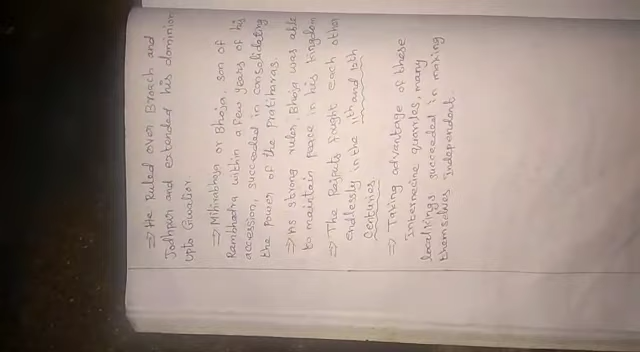 ⇒ He Ruled over Broach and
Jodhpur and extended his dominion
upto Gwalior
⇒ Mihirabhoja or Bhoja, son of
Rambhadra within a few years of his
accession, succeeded in consolidating
the power of the pratiharas.
⇒ As strong ruler, Bhoja was able
to maintain peace in his kingdom
⇒ The Rajputs fought each other
endlessly in the 11th and 12th
Centuries
⇒ Taking advantage of these
Internecine quarrles, many
local kings succeeded in making
themselves Independent.